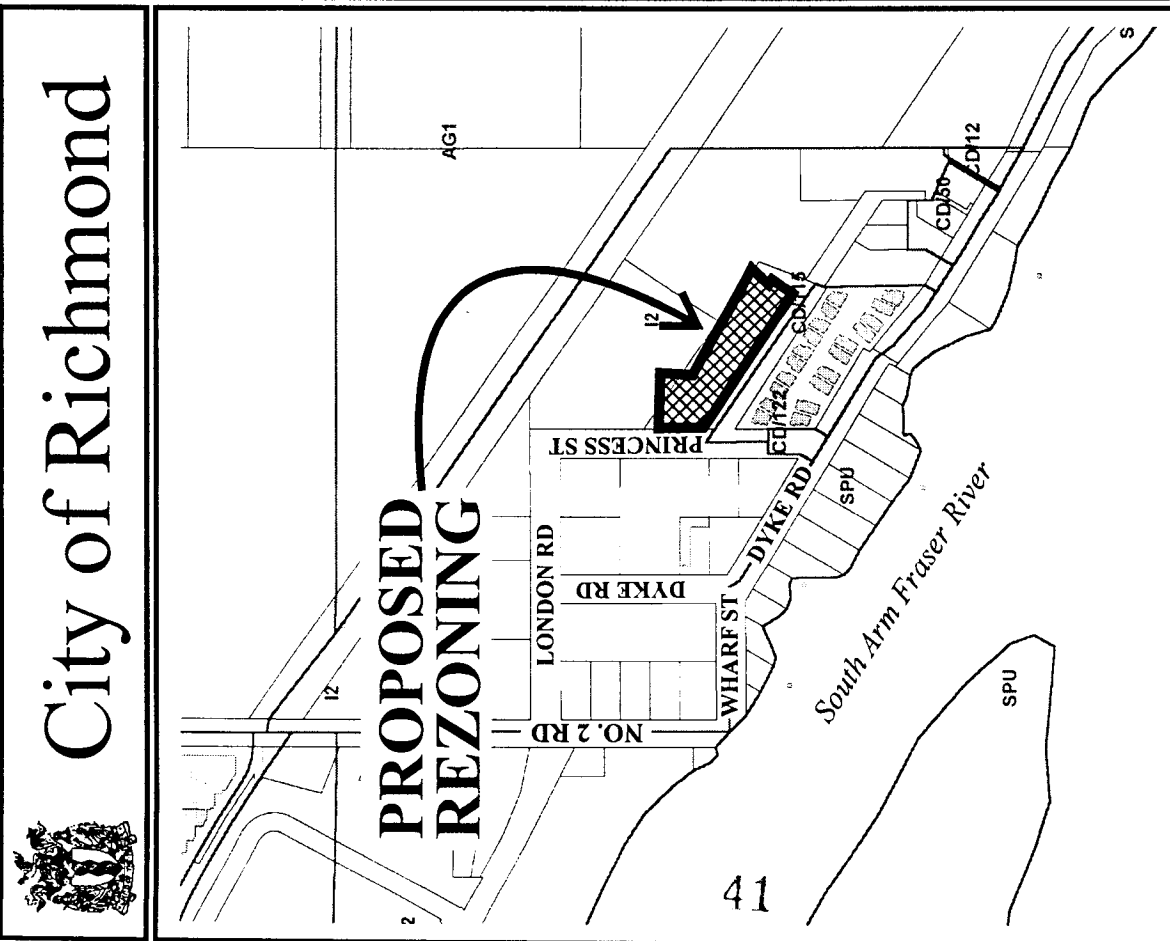 City of Richmond
AG1
I2
I2
2
PROPOSED
REZONING
PRINCESS ST
LONDON RD
DYKE RD
DYKE RD
WHARF ST
NO. 2 RD
CD/115
CD/122
CD/50
CD/12
SPU
SPU
S
South Arm Fraser River
41